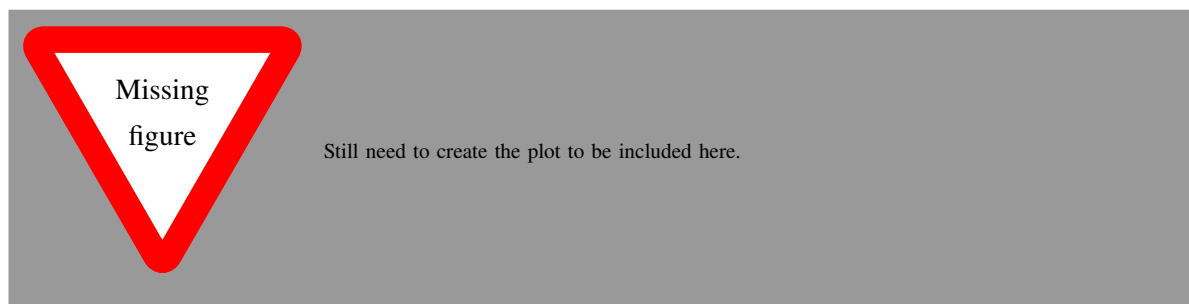 Missing
figure
Still need to create the plot to be included here.